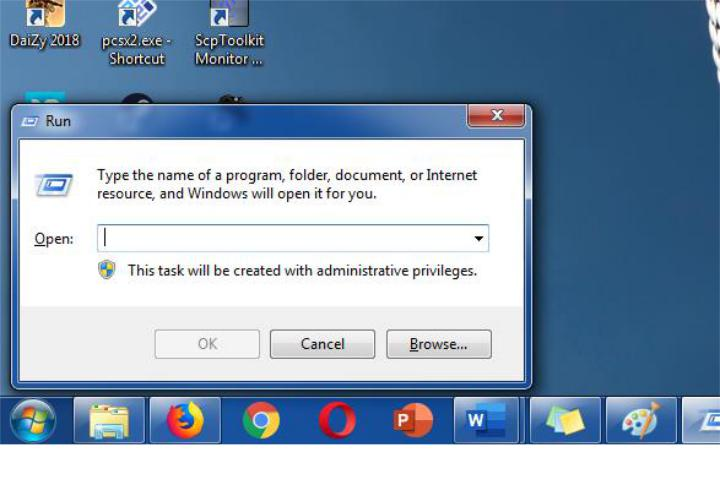 DaiZy 2018
pcsx2.exe -
Shortcut
ScpToolkit
Monitor ...
Run
Type the name of a program, folder, document, or Internet
resource, and Windows will open it for you.
Open:
This task will be created with administrative privileges.
OK
Cancel
Browse...
P
W